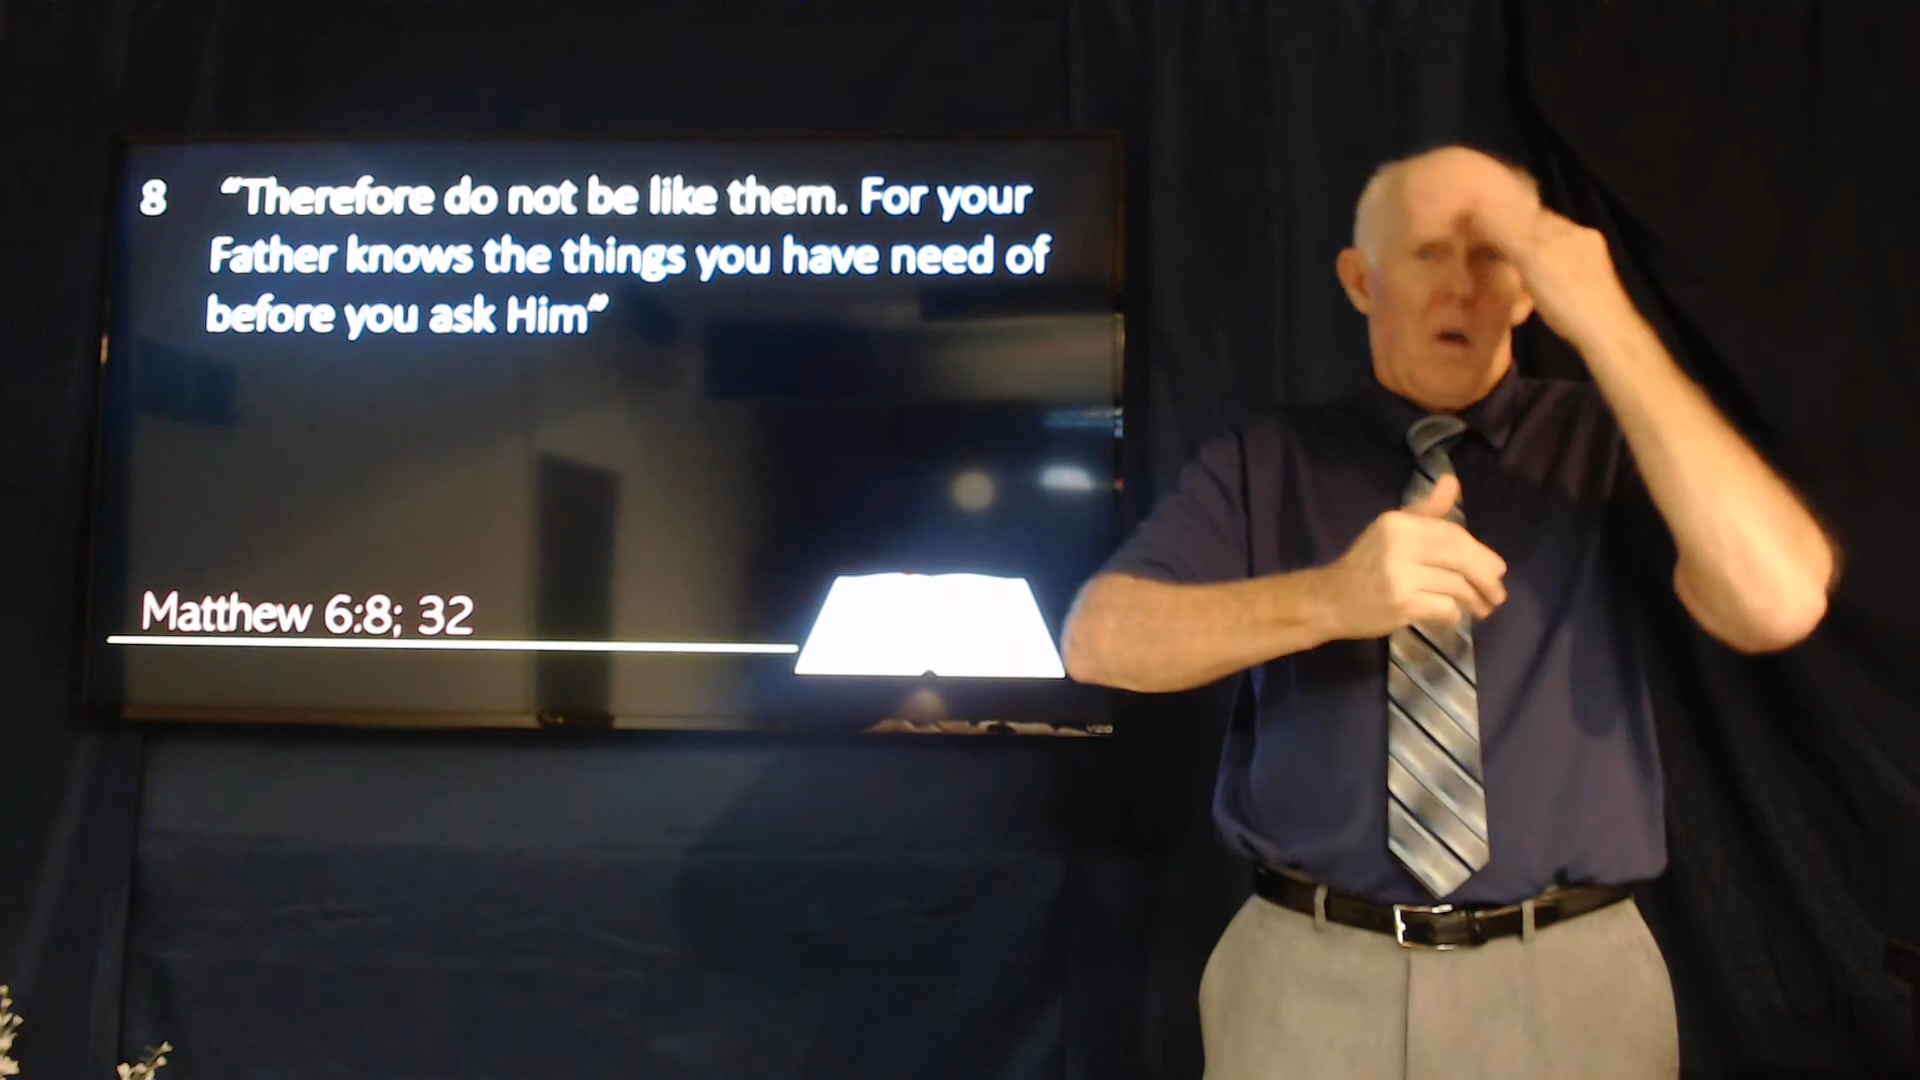 8 “Therefore do not be like them. For your
Father knows the things you have need of
before you ask Him”
Matthew 6:8; 32
VIZIO